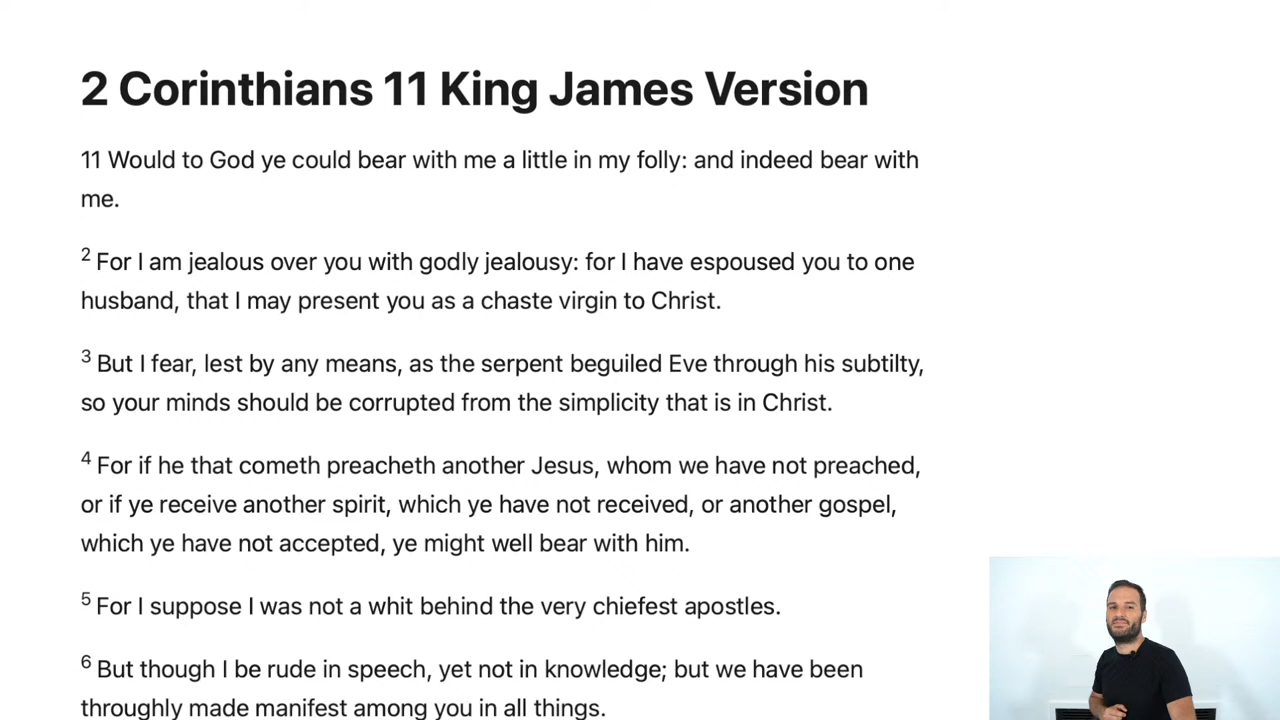 2 Corinthians 11 King James Version
11 Would to God ye could bear with me a little in my folly: and indeed bear with
me.
2 For I am jealous over you with godly jealousy: for I have espoused you to one
husband, that I may present you as a chaste virgin to Christ.
3 But I fear, lest by any means, as the serpent beguiled Eve through his subtilty,
so your minds should be corrupted from the simplicity that is in Christ.
4 For if he that cometh preacheth another Jesus, whom we have not preached,
or if ye receive another spirit, which ye have not received, or another gospel,
which ye have not accepted, ye might well bear with him.
5 For I suppose I was not a whit behind the very chiefest apostles.
6 But though I be rude in speech, yet not in knowledge; but we have been
throughly made manifest among you in all things.